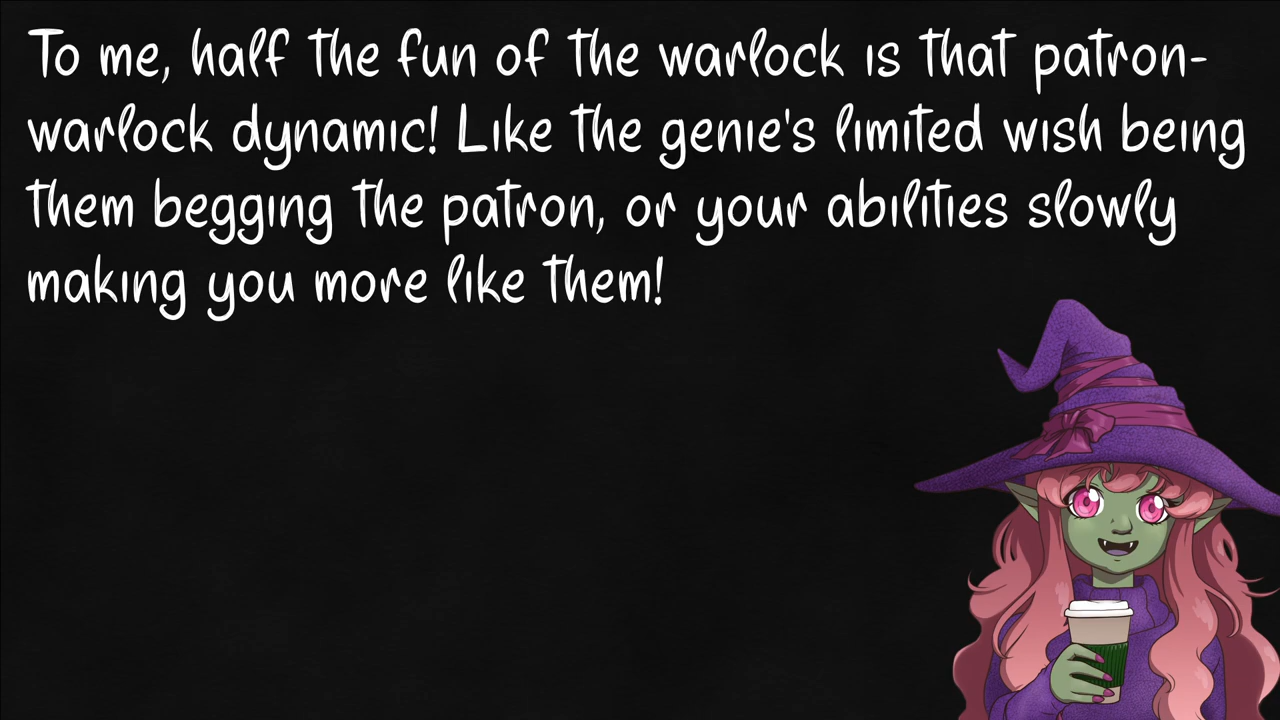 To me, half the fun of the warlock is that patron-
warlock dynamic! Like the genie's limited wish being
them begging the patron, or your abilities slowly
making you more like them!